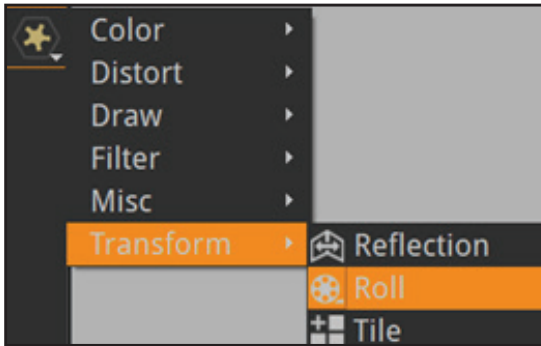 Color
Distort
Draw
Filter
Misc
Transform
Reflection
Roll
Tile